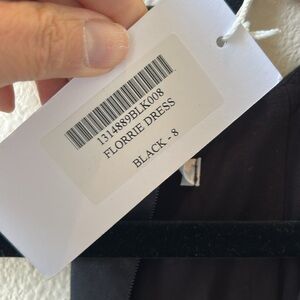 1314889BLK008
FLORRIE DRESS
BLACK - 8